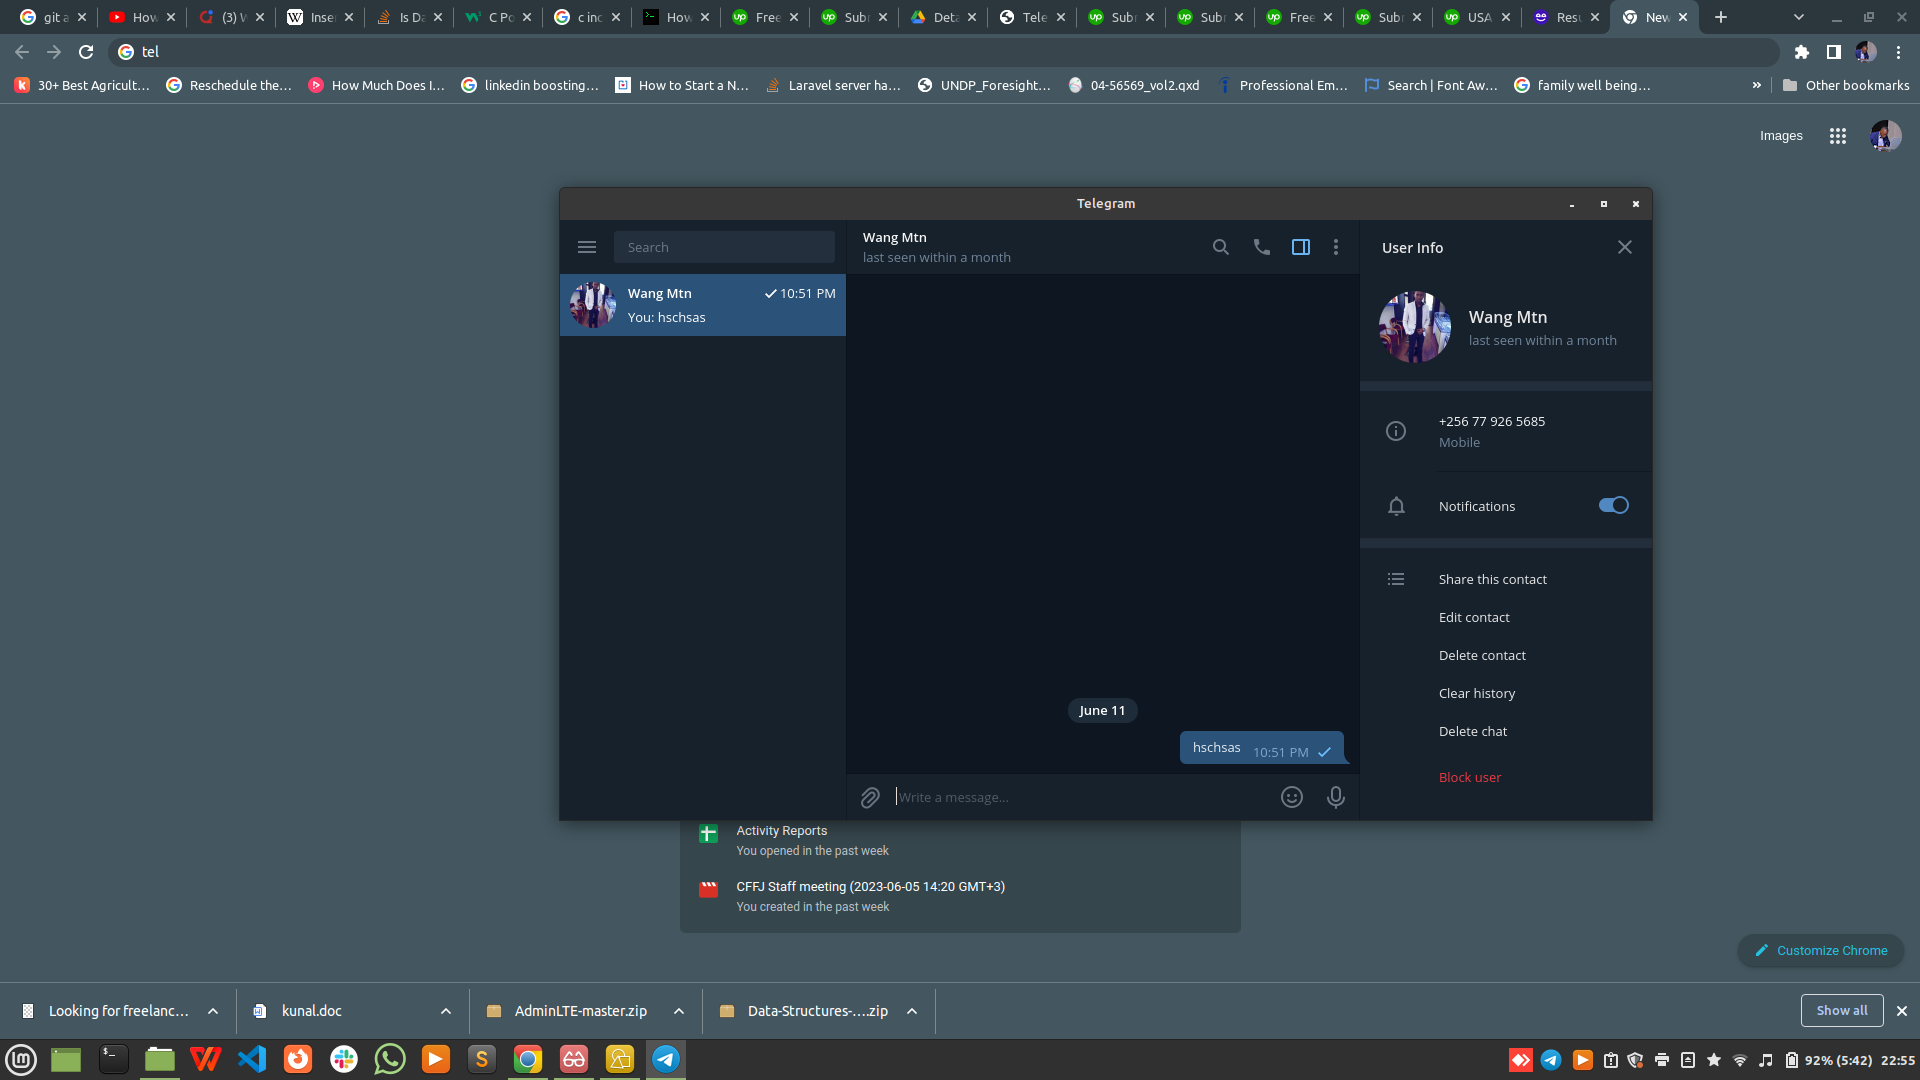 git a
How
(3) W
Inse
Is Da
C Po
c inc
How
Free
Subr
Deta
Tele
Subr
Subr
Free
Subr
USA
Resu
New
tel
30+ Best Agricult...
Reschedule the...
How Much Does I...
linkedin boosting...
How to Start a N...
Laravel server ha...
UNDP_Foresight...
04-56569_vol2.qxd
Professional Em...
Search | Font Aw...
family well being...
»
Other bookmarks
Images
Telegram
Search
Wang Mtn
10:51 PM
You: hschsas
Wang Mtn
last seen within a month
June 11
hschsas 10:51 PM
Write a message...
User Info
Wang Mtn
last seen within a month
+256 77 926 5685
Mobile
Notifications
Share this contact
Edit contact
Delete contact
Clear history
Delete chat
Block user
Activity Reports
You opened in the past week
CFFJ Staff meeting (2023-06-05 14:20 GMT+3)
You created in the past week
Customize Chrome
Looking for freelanc...
kunal.doc
AdminLTE-master.zip
Data-Structures-....zip
Show all
92% (5:42)
22:55